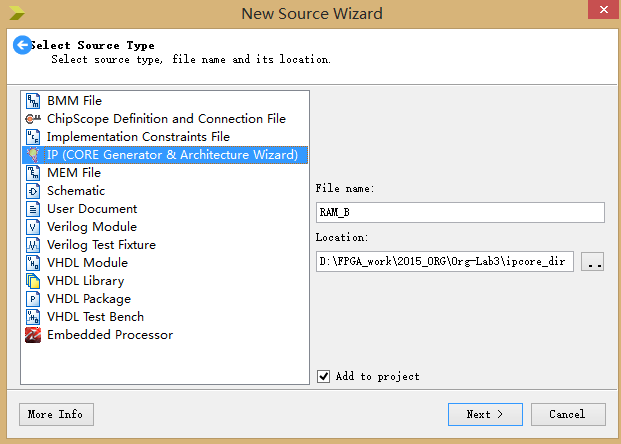 New Source Wizard
Select Source Type
Select source type, file name and its location.
BMM File
ChipScope Definition and Connection File
Implementation Constraints File
IP (CORE Generator & Architecture Wizard)
MEM File
Schematic
User Document
Verilog Module
Verilog Test Fixture
VHDL Module
VHDL Library
VHDL Package
VHDL Test Bench
Embedded Processor
File name:
RAM_B
Location:
D:\FPGA_work\2015_ORG\Org-Lab3\ipcore_dir
..
Add to project
More Info
Next >
Cancel